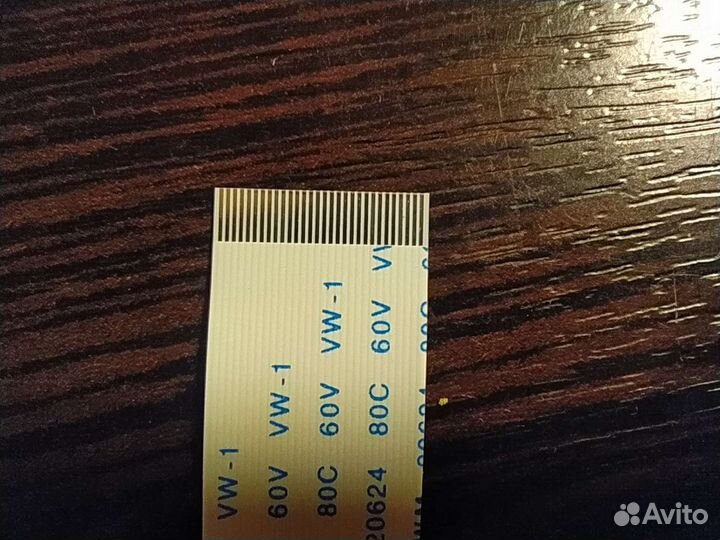 VW-1
60V VW-1
80C 60V VW-1
20624 80C 60V
Avito